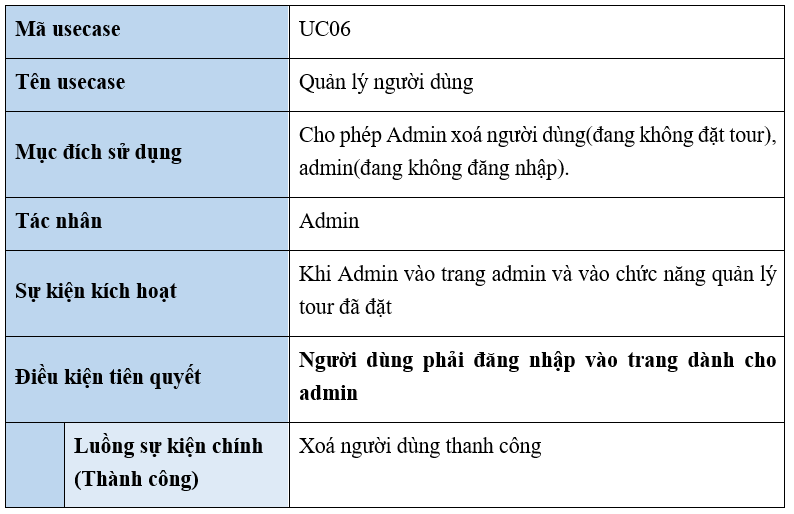 Mã usecase
UC06
Tên usecase
Quản lý người dùng
Mục đích sử dụng
Cho phép Admin xoá người dùng(đang không đặt tour),
admin(đang không đăng nhập).
Tác nhân
Admin
Sự kiện kích hoạt
Khi Admin vào trang admin và vào chức năng quản lý
tour đã đặt
Điều kiện tiên quyết
Người dùng phải đăng nhập vào trang dành cho
admin
Luồng sự kiện chính
(Thành công)
Xoá người dùng thanh công